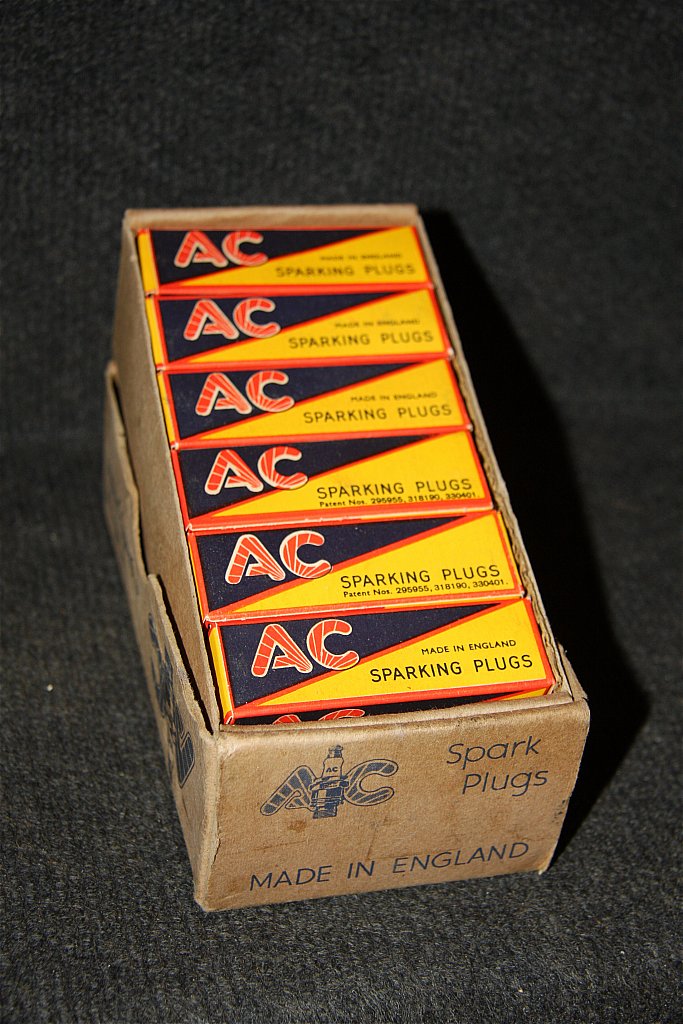 AC
MADE IN ENGLAND
SPARKING PLUGS
AC
MADE IN ENGLAND
SPARKING PLUGS
AC
MADE IN ENGLAND
SPARKING PLUGS
AC
SPARKING PLUGS
Patent Nos. 295955, 318190, 330401.
AC
SPARKING PLUGS
Patent Nos. 295955, 318190, 330401.
AC
MADE IN ENGLAND
SPARKING PLUGS
AC
AC
Spark
Plugs
MADE IN ENGLAND